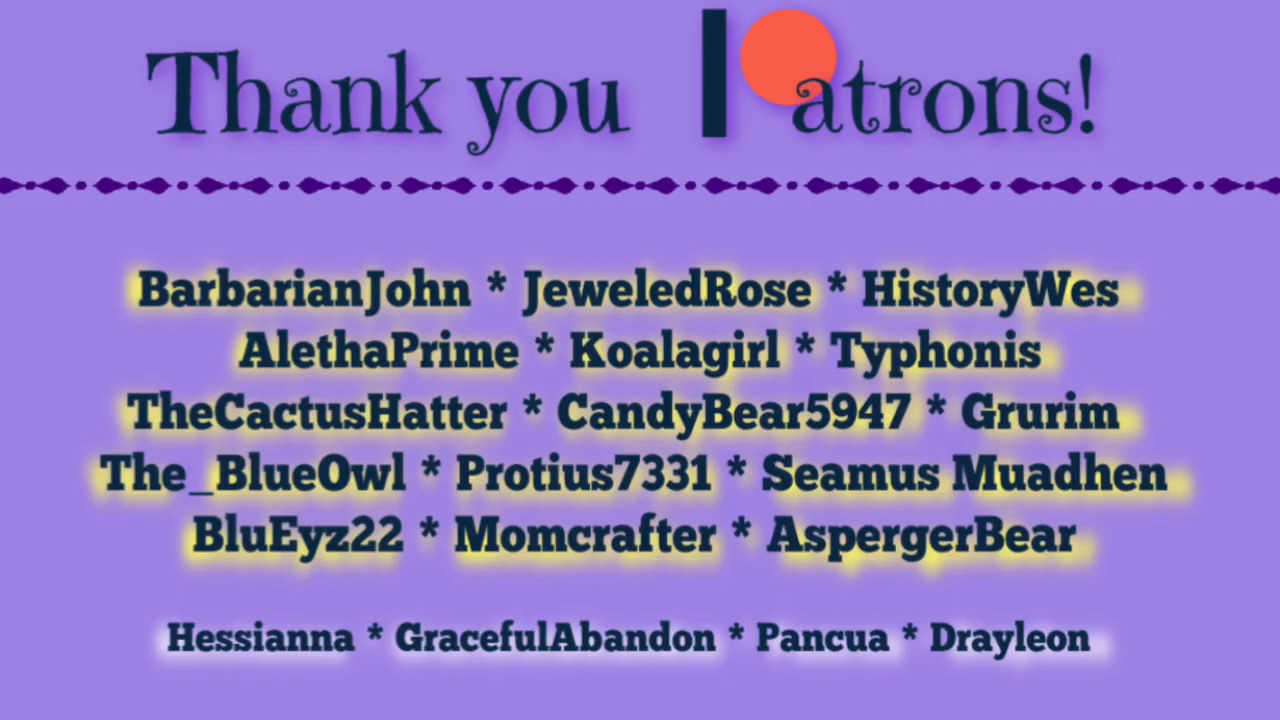 Thank you Patrons!
BarbarianJohn * JeweledRose * HistoryWes
AlethaPrime * Koalagirl * Typhonis
TheCactusHatter * CandyBear5947 * Grurim
The_BlueOwl * Protius7331 * Seamus Muadhen
BluEyz22 * Momcrafter * AspergerBear
Hessianna * GracefulAbandon * Pancua * Drayleon